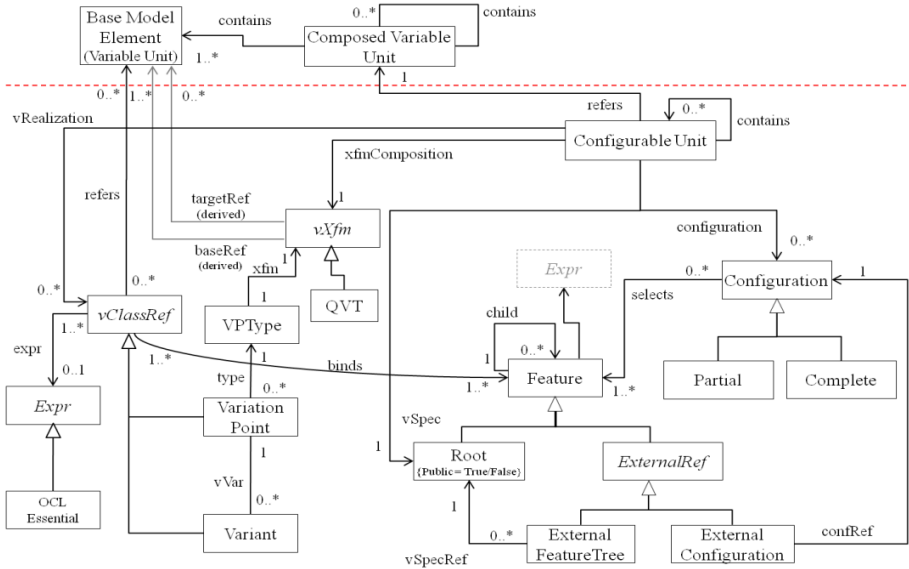 Base Model
Element
(Variable Unit)
contains
1..*
0..*
contains
Composed Variable
Unit
1
0..*
1..*
0..*
refers
0..*
contains
vRealization
Configurable Unit
xfmComposition
refers
targetRef
(derived)
1
vXfm
configuration
0..*
baseRef
(derived)
xfm
1
Expr
0..*
Configuration
1
0..*
0..*
1
QVT
selects
vClassRef
VPType
child
1..*
expr
0..1
1..*
1
binds
1
0..*
1..*
Feature
1..*
Partial
Complete
type
0..*
Expr
Variation
Point
vSpec
1
Root
{Public= True/False}
ExternalRef
1
vVar
0..*
OCL
Essential
Variant
1
0..*
vSpecRef
External
FeatureTree
External
Configuration
confRef